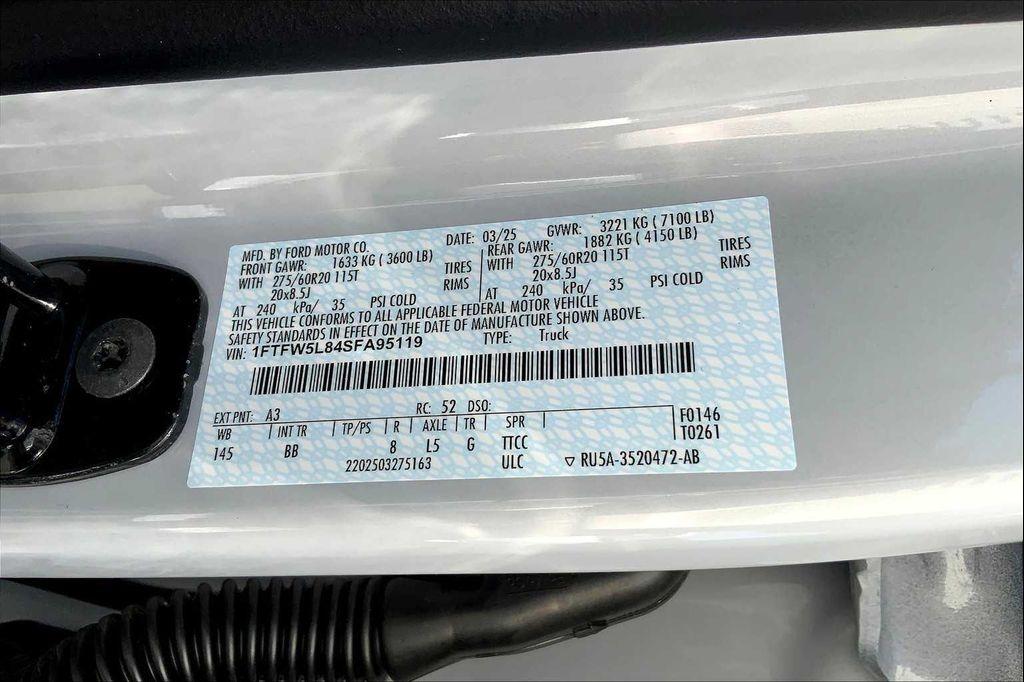 MFD. BY FORD MOTOR CO. DATE: 03/25 GVWR: 3221 KG ( 7100 LB)
FRONT GAWR: 1633 KG ( 3600 LB) REAR GAWR: 1882 KG ( 4150 LB)
WITH 275/60R20 115T TIRES WITH 275/60R20 115T TIRES
20x8.5J RIMS 20x8.5J RIMS
AT 240 kPa/ 35 PSI COLD AT 240 kPa/ 35 PSI COLD
THIS VEHICLE CONFORMS TO ALL APPLICABLE FEDERAL MOTOR VEHICLE
SAFETY STANDARDS IN EFFECT ON THE DATE OF MANUFACTURE SHOWN ABOVE.
VIN: 1FTFW5L84SFA95119 TYPE: Truck
EXT PNT: A3 RC: 52 DSO:
WB INT TR TP/PS R AXLE TR SPR F0146
145 BB 8 L5 G TTCC T0261
2202503275163 ULC ▽ RU5A-3520472-AB